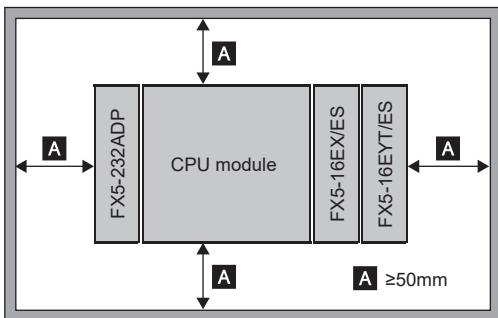 A
A
FX5-232ADP
CPU module
FX5-16EX/ES
FX5-16EYT/ES
A
A
A ≥50mm